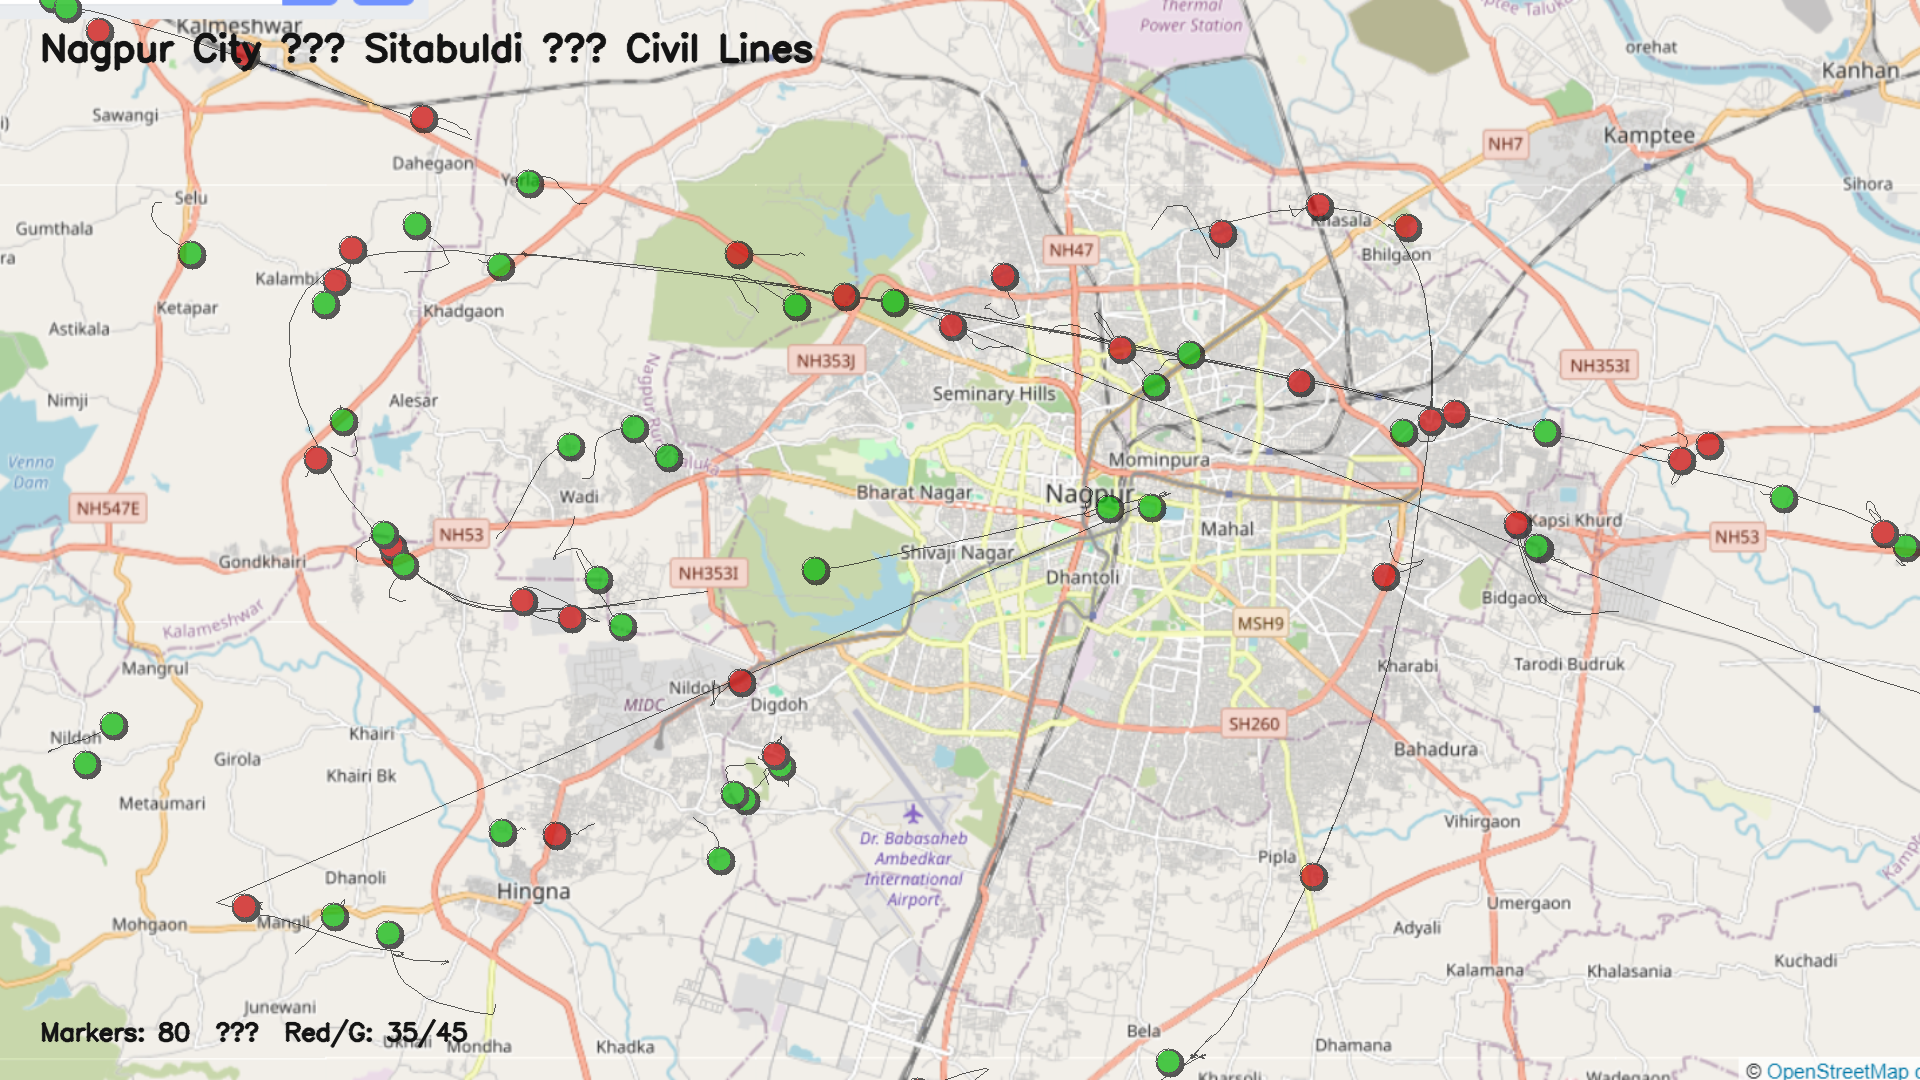 Thermal
Power Station
ptee Taluka
Kalmeshwar
orehat
Nagpur City ??? Sitabuldi ??? Civil Lines
Kanhan
Sawangi
Kamptee
NH7
Dahegaon
Yerla
Sihora
Selu
Khasala
Gumthala
NH47
Bhilgaon
Kalambi
Ketapar
Khadgaon
Astikala
NH353J
NH353I
Seminary Hills
Nimji
Alesar
Nagpur Rural
Taluka
Mominpura
Venna
Dam
Bharat Nagar
Nagpur
Wadi
NH547E
Kapsi Khurd
Mahal
NH53
NH53
Shivaji Nagar
Gondkhairi
NH353I
Dhantoli
Bidgaon
Kalameshwar
MSH9
Mangrul
Kharabi
Tarodi Budruk
Nildoh
MIDC
Digdoh
SH260
Nildoh
Khairi
Bahadura
Girola
Khairi Bk
Metaumari
Dr. Babasaheb
Ambedkar
International
Airport
Vihirgaon
Pipla
Dhanoli
Hingna
Umergaon
Mohgaon
Mangli
Adyali
Kalamana
Khalasania
Kuchadi
Junewani
Markers: 80 ??? Red/G: 35/45
Mondha
Khadka
Bela
Dhamana
Kharsoli
Wadegaon
© OpenStreetMap c